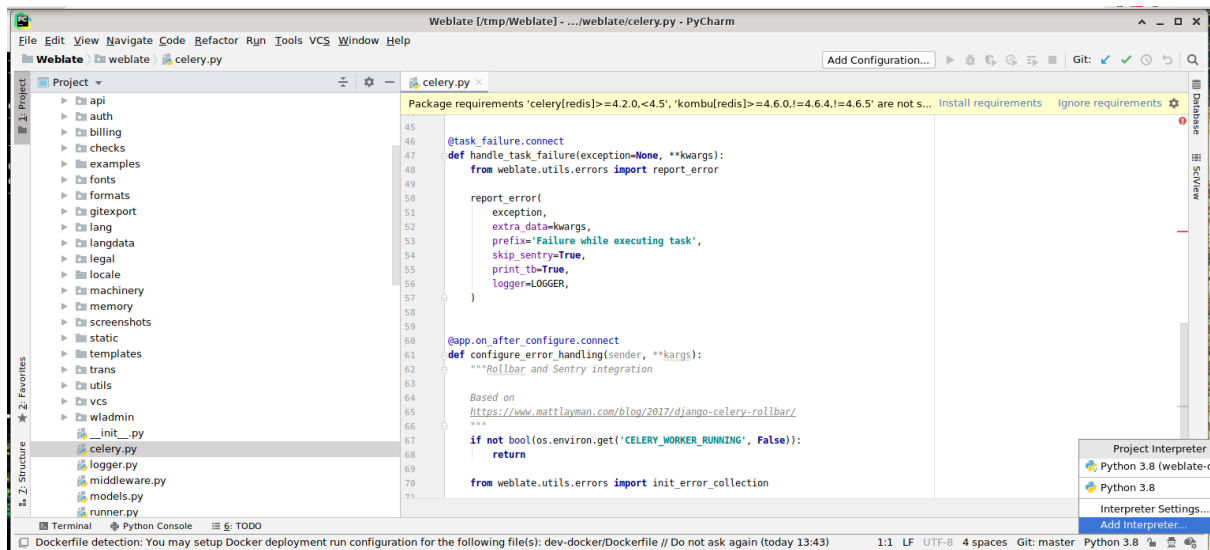 Weblate [/tmp/Weblate] - .../weblate/celery.py - PyCharm
File Edit View Navigate Code Refactor Run Tools VCS Window Help
Weblate weblate celery.py Add Configuration... Git:
1: Project
Project
celery.py ×
Package requirements 'celery[redis]>=4.2.0,<4.5', 'kombu[redis]>=4.6.0,!=4.6.4,!=4.6.5' are not s... Install requirements Ignore requirements
api
auth
billing
checks
examples
fonts
formats
gitexport
lang
langdata
legal
locale
machinery
memory
screenshots
static
templates
trans
utils
vcs
wladmin
__init__.py
celery.py
logger.py
middleware.py
models.py
runner.py
45
46 @task_failure.connect
47 def handle_task_failure(exception=None, **kwargs):
48 from weblate.utils.errors import report_error
49
50 report_error(
51 exception,
52 extra_data=kwargs,
53 prefix='Failure while executing task',
54 skip_sentry=True,
55 print_tb=True,
56 logger=LOGGER,
57 )
58
59
60 @app.on_after_configure.connect
61 def configure_error_handling(sender, **kargs):
62 """Rollbar and Sentry integration
63
64 Based on
65 https://www.mattlayman.com/blog/2017/django-celery-rollbar/
66 """
67 if not bool(os.environ.get('CELERY_WORKER_RUNNING', False)):
68 return
69
70 from weblate.utils.errors import init_error_collection
71
Database
SciView
2: Favorites
7: Structure
Project Interpreter
Python 3.8 (weblate-
Python 3.8
Interpreter Settings...
Add Interpreter...
Terminal Python Console 6: TODO
Dockerfile detection: You may setup Docker deployment run configuration for the following file(s): dev-docker/Dockerfile // Do not ask again (today 13:43) 1:1 LF UTF-8 4 spaces Git: master Python 3.8